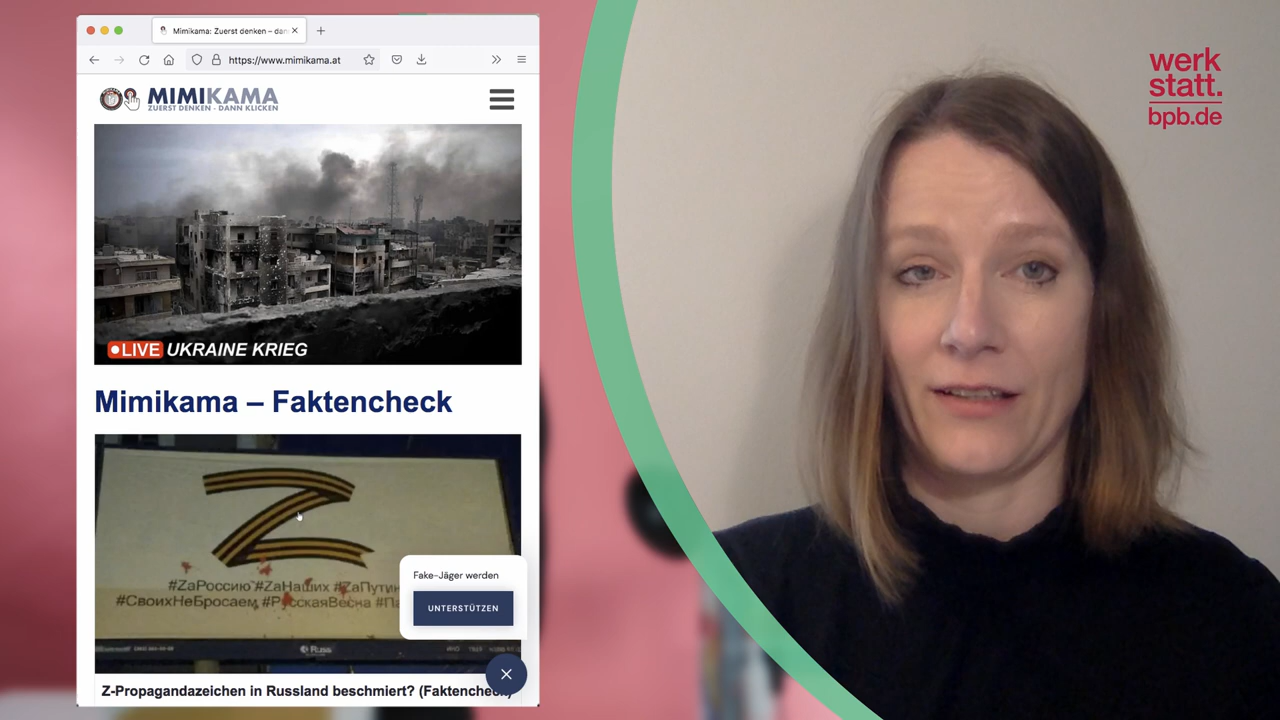 Mimikama: Zuerst denken – dan
https://www.mimikama.at
MIMIKAMA
ZUERST DENKEN - DANN KLICKEN
LIVE UKRAINE KRIEG
Mimikama – Faktencheck
Z
#ZaРоссию #ZaНаших #ZaПутин
#СвоихНеБросаем #РусскаяВесна #Па
Fake-Jäger werden
UNTERSTÜTZEN
Z-Propagandazeichen in Russland beschmiert? (Faktencheck)
werk
statt.
bpb.de